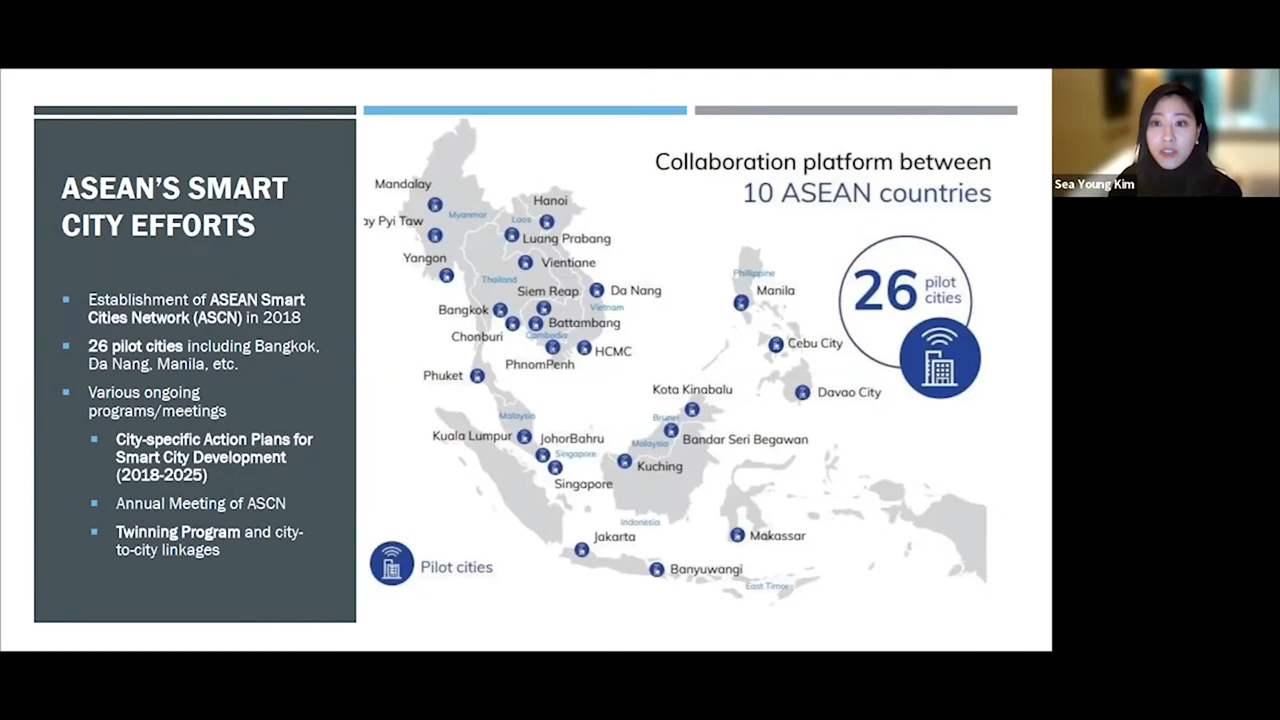 ASEAN'S SMART
CITY EFFORTS
Establishment of ASEAN Smart
Cities Network (ASCN) in 2018
26 pilot cities including Bangkok,
Da Nang, Manila, etc.
Various ongoing
programs/meetings
City-specific Action Plans for
Smart City Development
(2018-2025)
Annual Meeting of ASCN
Twinning Program and city-
to-city linkages
Collaboration platform between
10 ASEAN countries
26 pilot
cities
Mandalay
Hanoi
Myanmar
Laos
ay Pyi Taw
Luang Prabang
Yangon
Vientiane
Thailand
Siem Reap
Da Nang
Vietnam
Bangkok
Battambang
Chonburi
Cambodia
HCMC
PhnomPenh
Phuket
Philippine
Manila
Cebu City
Davao City
Kota Kinabalu
Malaysia
Brunei
Kuala Lumpur
JohorBahru
Bandar Seri Begawan
Malaysia
Singapore
Kuching
Singapore
Indonesia
Jakarta
Makassar
Banyuwangi
East Timor
Pilot cities
Sea Young Kim